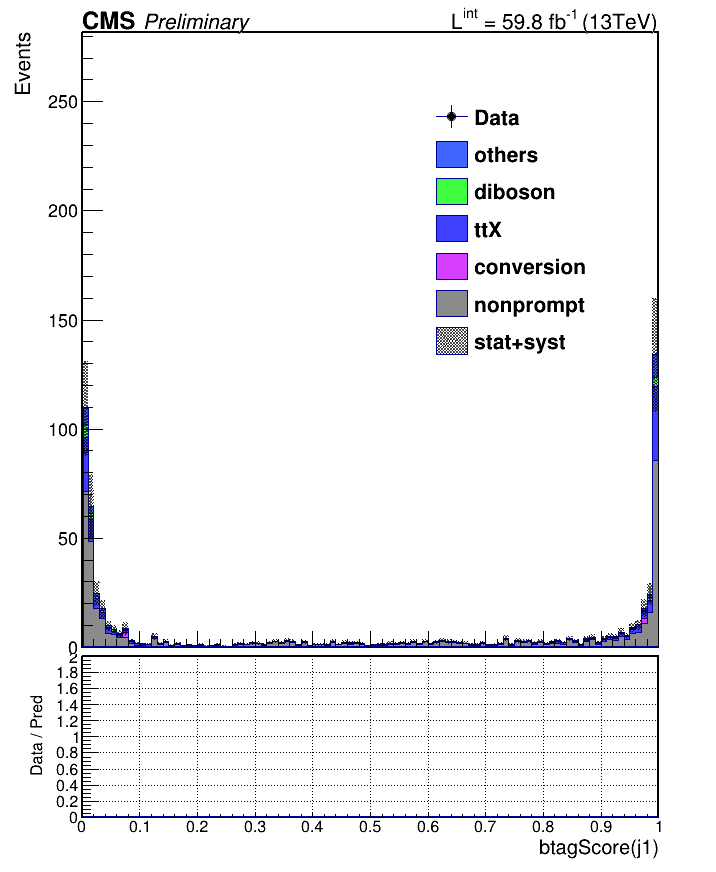 CMS Preliminary L^int = 59.8 fb^-1 (13TeV)
Events
250
200
150
100
50
0
Data
others
diboson
ttX
conversion
nonprompt
stat+syst
Data / Pred
2
1.8
1.6
1.4
1.2
1
0.8
0.6
0.4
0.2
0
0 0.1 0.2 0.3 0.4 0.5 0.6 0.7 0.8 0.9 1
btagScore(j1)